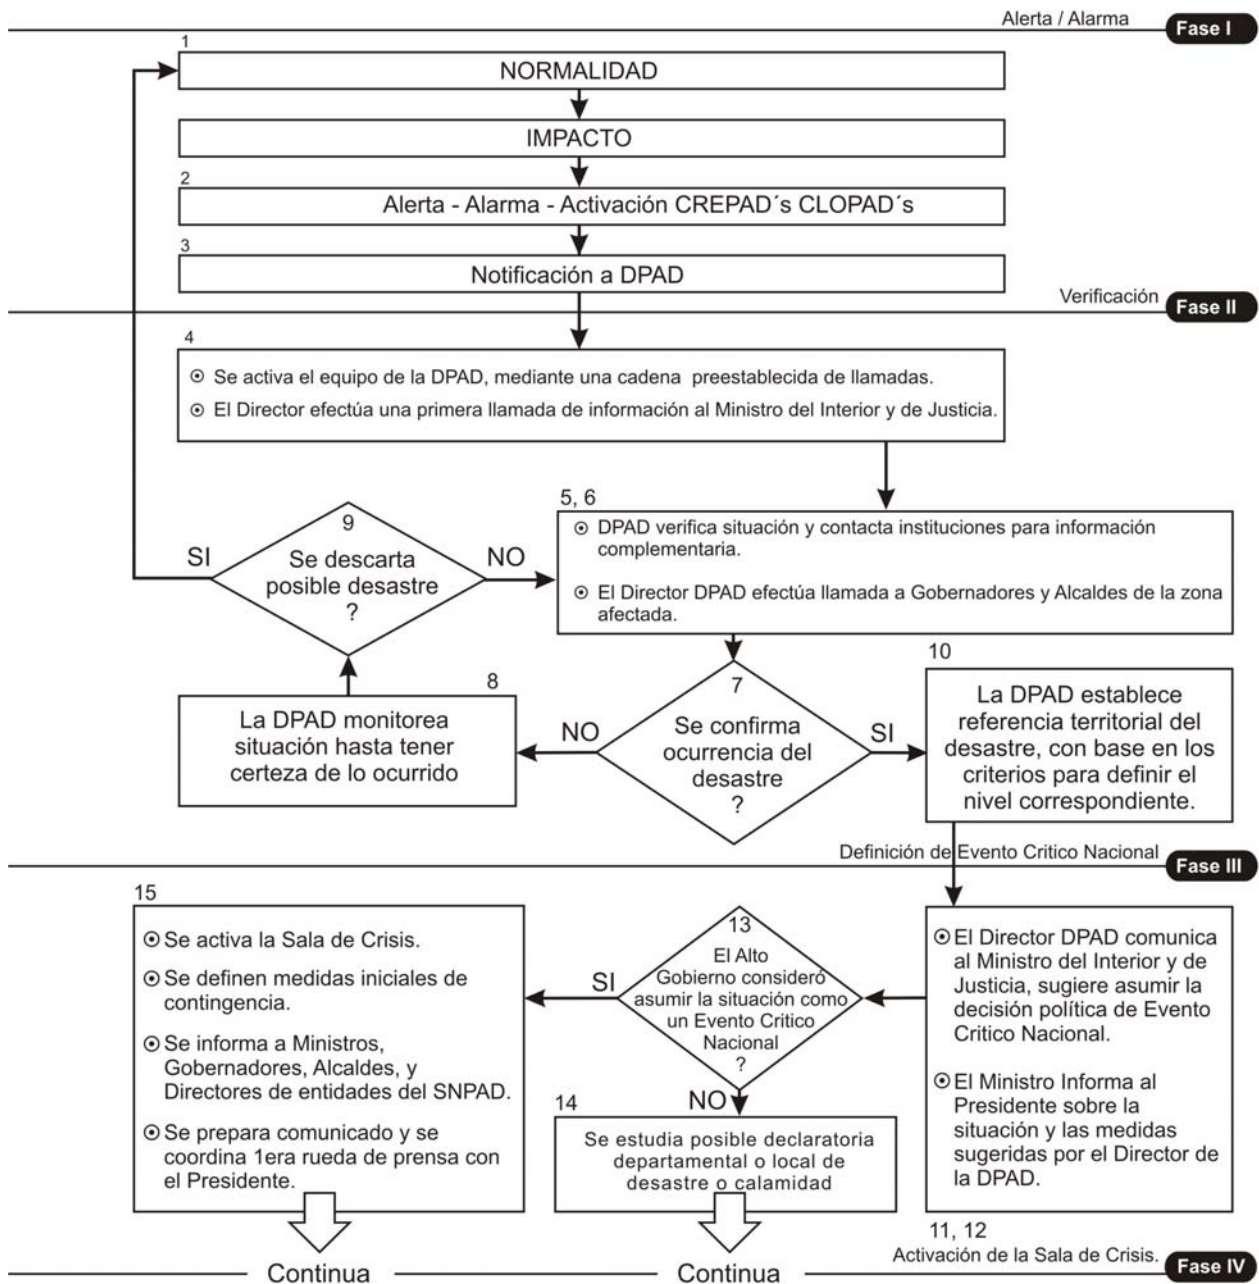 Alerta / Alarma
Fase I
1
NORMALIDAD
IMPACTO
2
Alerta - Alarma - Activación CREPAD´s CLOPAD´s
3
Notificación a DPAD
Verificación
Fase II
4
Se activa el equipo de la DPAD, mediante una cadena preestablecida de llamadas.
El Director efectúa una primera llamada de información al Ministro del Interior y de Justicia.
5, 6
DPAD verifica situación y contacta instituciones para información
complementaria.
El Director DPAD efectúa llamada a Gobernadores y Alcaldes de la zona
afectada.
9
Se descarta
posible desastre
?
SI
NO
8
La DPAD monitorea
situación hasta tener
certeza de lo ocurrido
7
Se confirma
ocurrencia del
desastre
?
NO
SI
10
La DPAD establece
referencia territorial del
desastre, con base en los
criterios para definir el
nivel correspondiente.
Definición de Evento Critico Nacional
Fase III
15
Se activa la Sala de Crisis.
Se definen medidas iniciales de
contingencia.
Se informa a Ministros,
Gobernadores, Alcaldes, y
Directores de entidades del SNPAD.
Se prepara comunicado y se
coordina 1era rueda de prensa con
el Presidente.
13
El Alto
Gobierno consideró
asumir la situación como
un Evento Critico
Nacional
?
SI
NO
14
Se estudia posible declaratoria
departamental o local de
desastre o calamidad
El Director DPAD comunica
al Ministro del Interior y de
Justicia, sugiere asumir la
decisión política de Evento
Critico Nacional.
El Ministro Informa al
Presidente sobre la
situación y las medidas
sugeridas por el Director de
la DPAD.
11, 12
Activación de la Sala de Crisis.
Fase IV
Continua
Continua